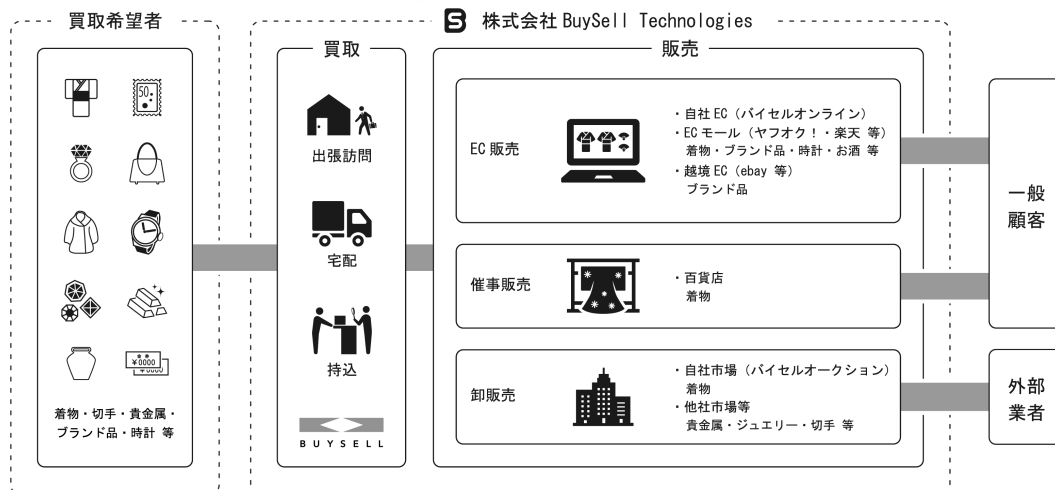 買取希望者
50
¥0000
¥0000
着物・切手・貴金属・
ブランド品・時計 等
S 株式会社 BuySell Technologies
買取
出張訪問
宅配
持込
BUYSELL
販売
EC 販売
・自社 EC（バイセルオンライン）
・EC モール（ヤフオク！・楽天 等）
着物・ブランド品・時計・お酒 等
・越境 EC（ebay 等）
ブランド品
催事販売
・百貨店
着物
卸販売
・自社市場（バイセルオークション）
着物
・他社市場等
貴金属・ジュエリー・切手 等
一般
顧客
外部
業者